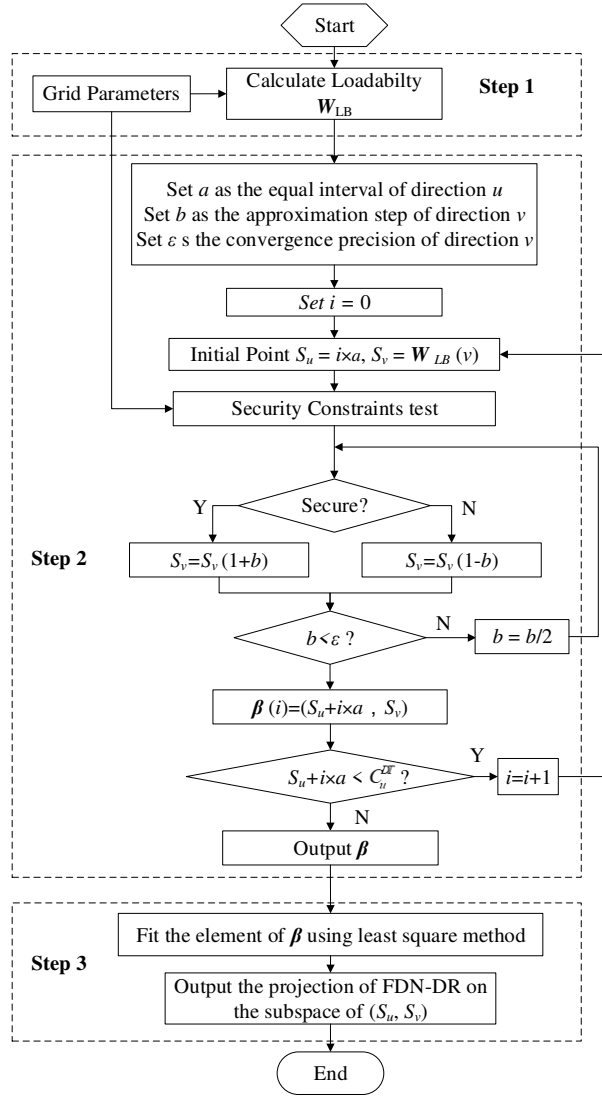 Start
Grid Parameters
Calculate Loadabilty
W_LB
Step 1
Set a as the equal interval of direction u
Set b as the approximation step of direction v
Set ε s the convergence precision of direction v
Set i = 0
Initial Point S_u = i×a, S_v = W_LB (v)
Security Constraints test
Secure?
Y
N
Step 2
S_v=S_v (1+b)
S_v=S_v (1-b)
b<ε ?
N
b = b/2
β (i)=(S_u+i×a , S_v)
S_u+i×a < C_u^DT ?
Y
i=i+1
N
Output β
Step 3
Fit the element of β using least square method
Output the projection of FDN-DR on
the subspace of (S_u, S_v)
End